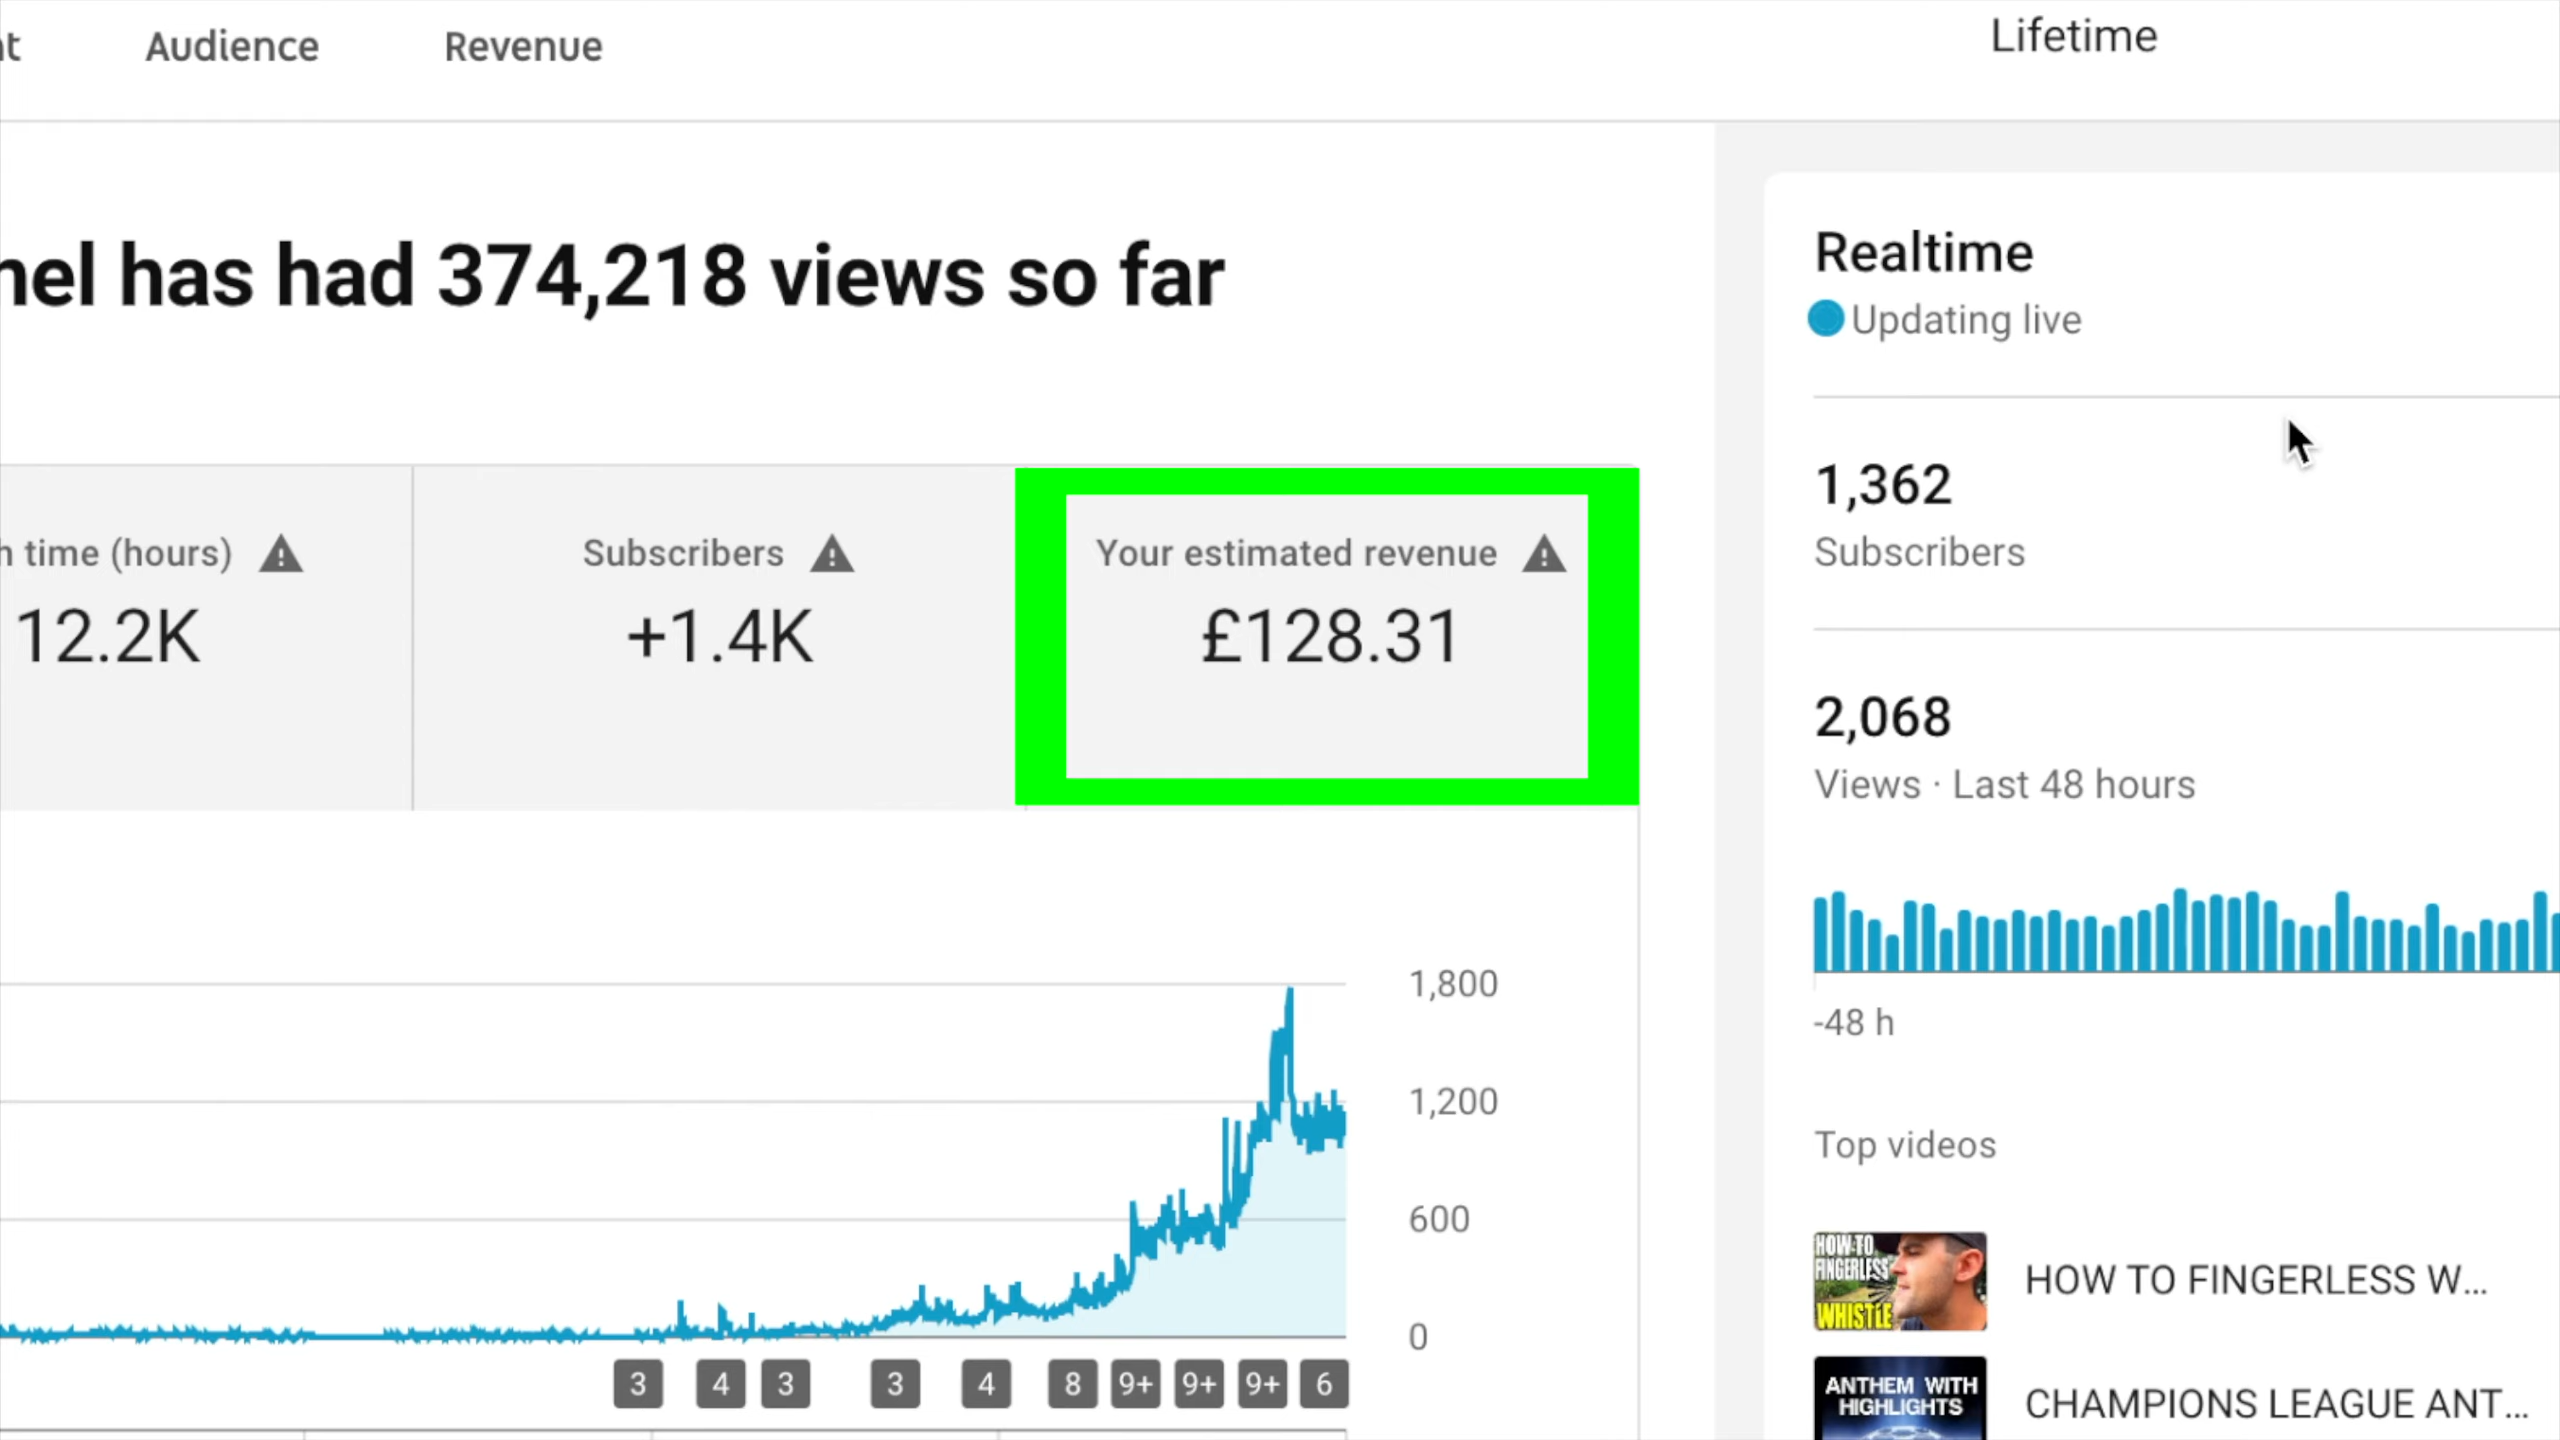 nt Audience Revenue
Lifetime
nel has had 374,218 views so far
h time (hours)
12.2K
Subscribers
+1.4K
Your estimated revenue
£128.31
1,800
1,200
600
0
3 4 3 3 4 8 9+ 9+ 9+ 6
Realtime
Updating live
1,362
Subscribers
2,068
Views · Last 48 hours
-48 h
Top videos
HOW TO
FINGERLESS
WHISTLE
HOW TO FINGERLESS W...
ANTHEM WITH
HIGHLIGHTS
CHAMPIONS LEAGUE ANT...